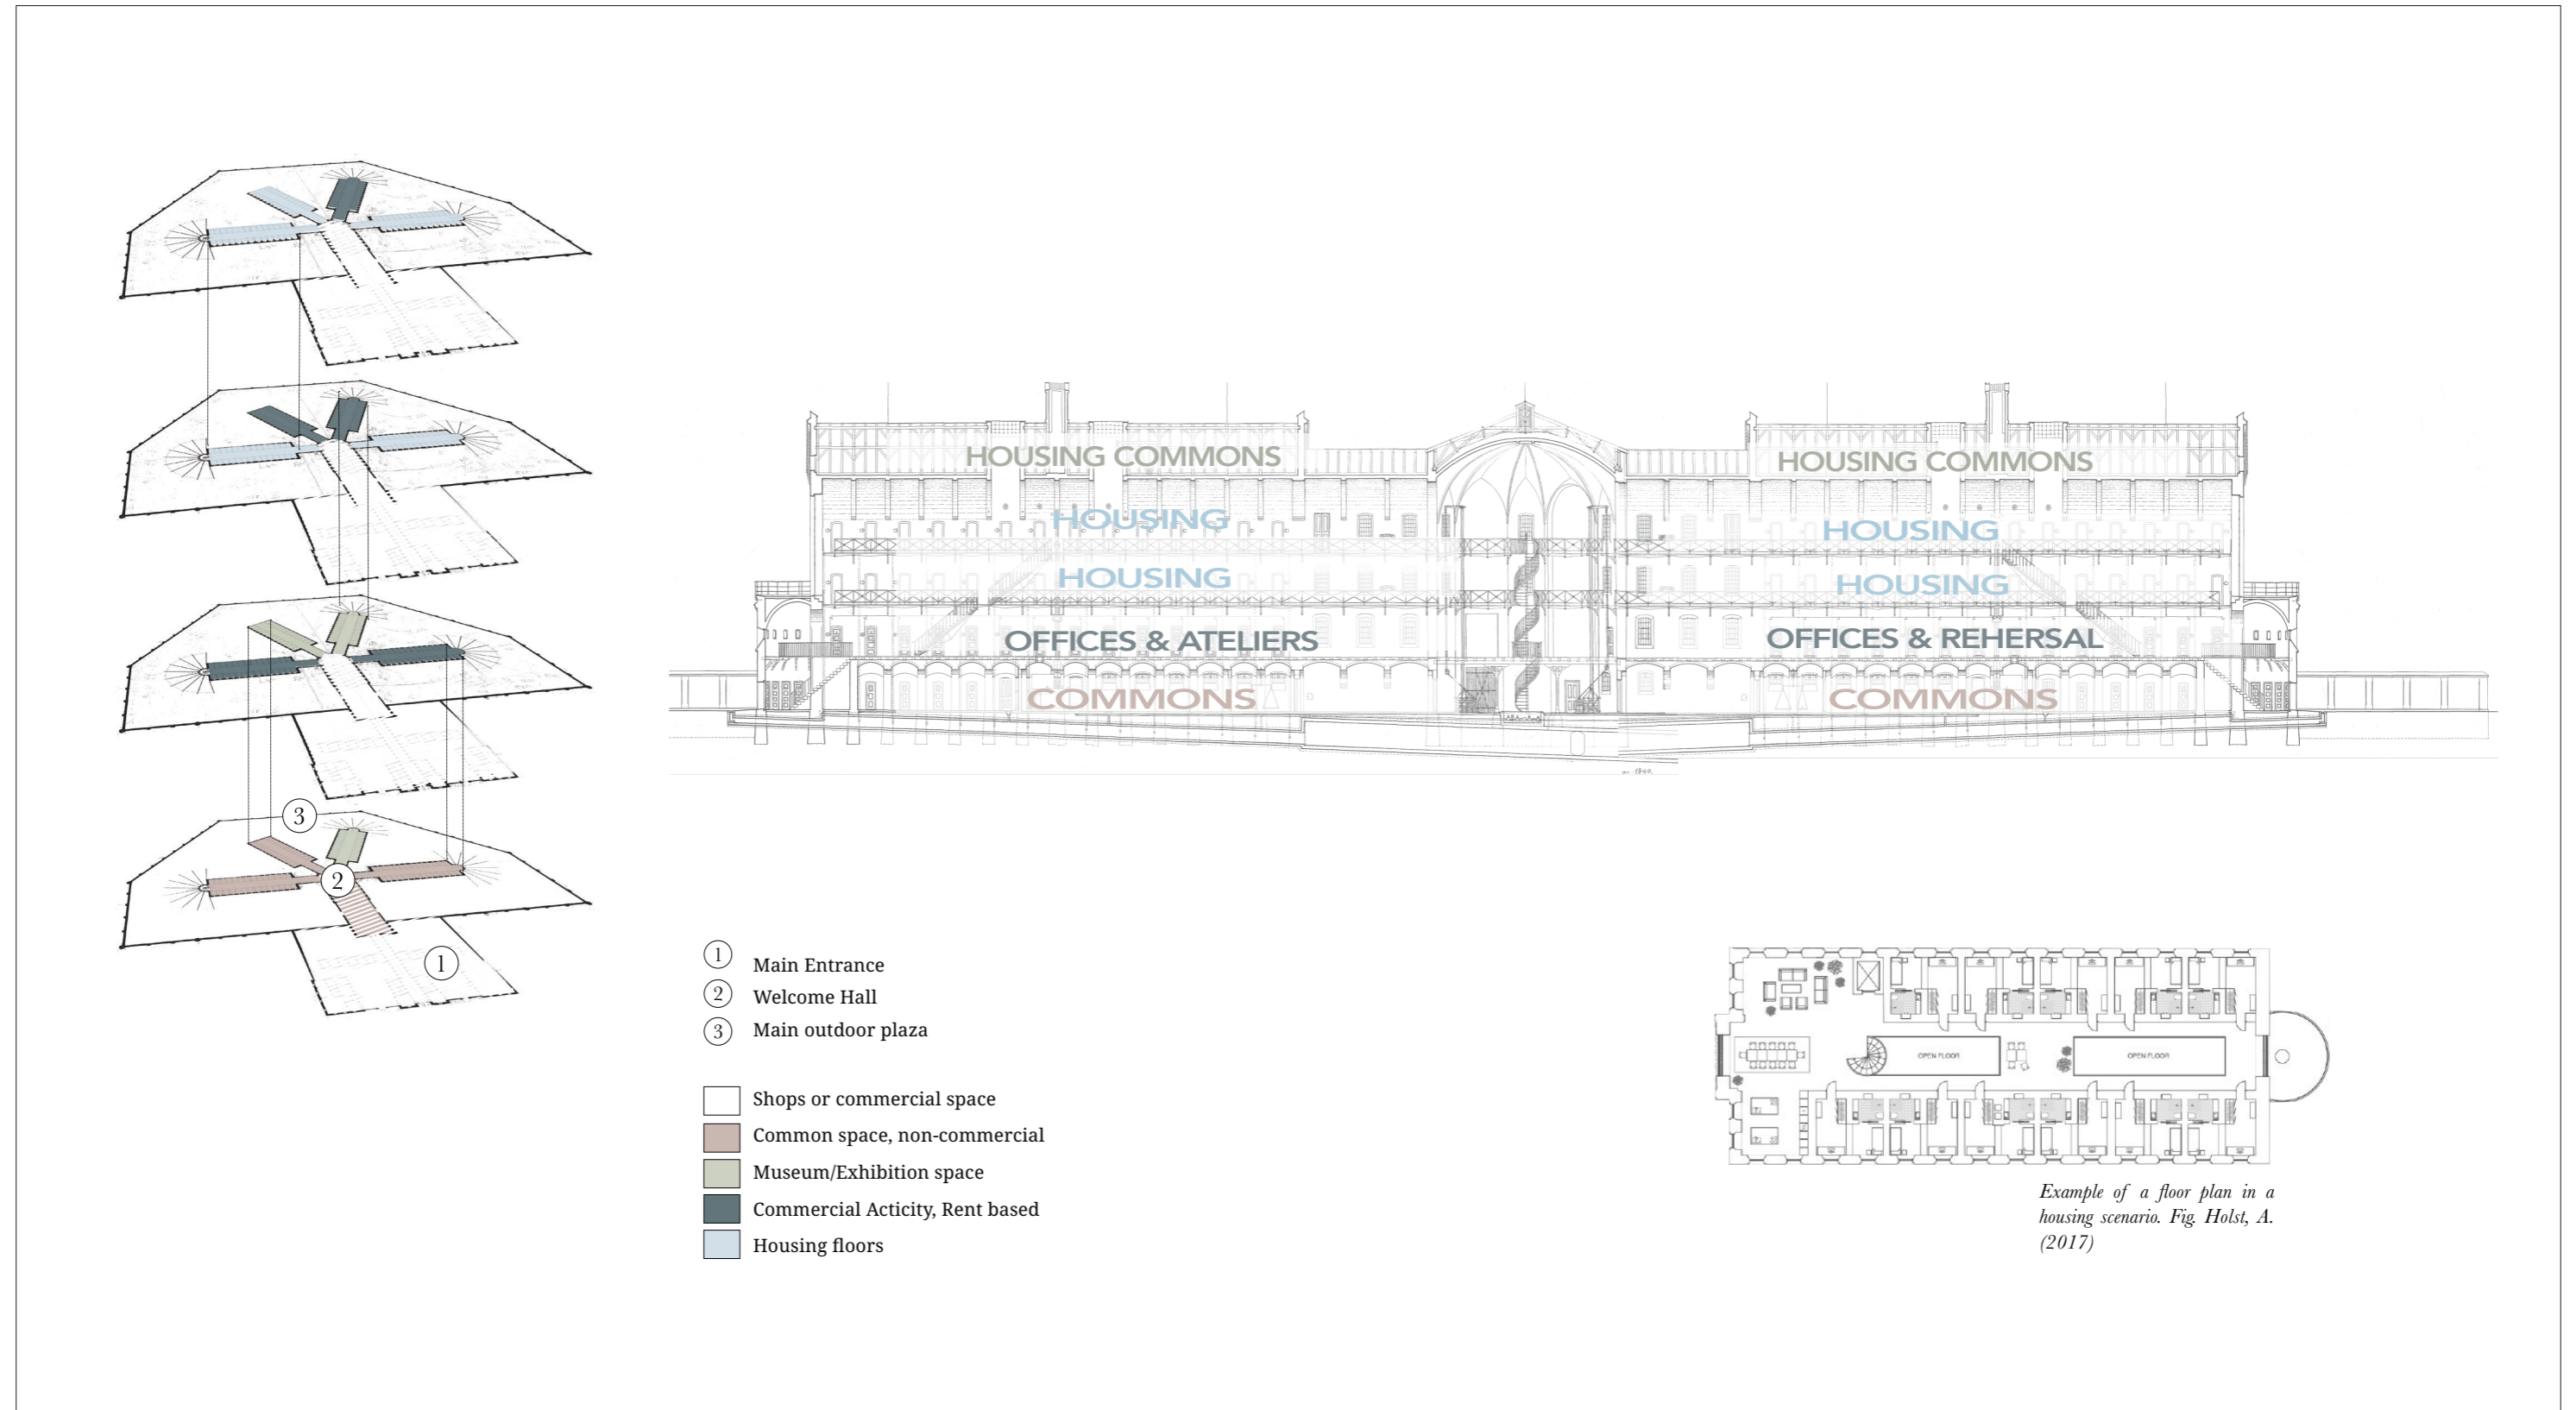 HOUSING COMMONS
HOUSING COMMONS
HOUSING
HOUSING
HOUSING
HOUSING
OFFICES & ATELIERS
OFFICES & REHERSAL
COMMONS
COMMONS
3
2
1
1 Main Entrance
2 Welcome Hall
3 Main outdoor plaza
Shops or commercial space
Common space, non-commercial
Museum/Exhibition space
Commercial Acticity, Rent based
Housing floors
OPEN FLOOR
OPEN FLOOR
Example of a floor plan in a
housing scenario. Fig. Holst, A.
(2017)